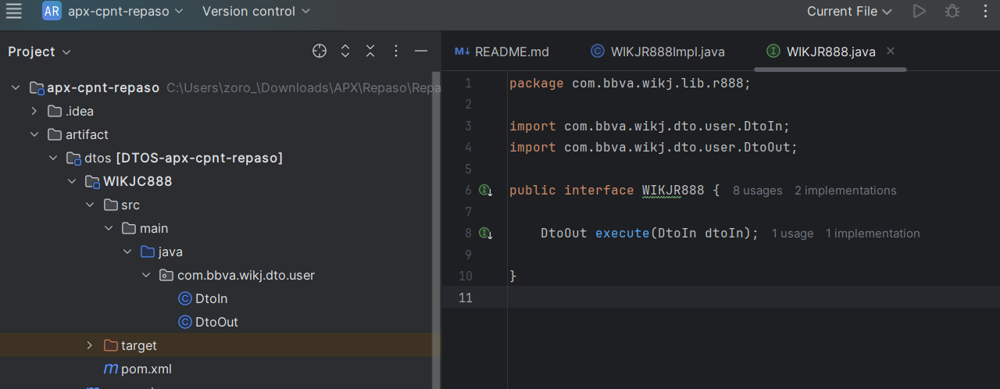 AR apx-cpnt-repaso Version control Current File
Project
README.md WIKJR888Impl.java WIKJR888.java
apx-cpnt-repaso C:\Users\zoro_\Downloads\APX\Repaso\Repa
.idea
artifact
dtos [DTOS-apx-cpnt-repaso]
WIKJC888
src
main
java
com.bbva.wikj.dto.user
DtoIn
DtoOut
target
pom.xml
1 package com.bbva.wikj.lib.r888;
2
3 import com.bbva.wikj.dto.user.DtoIn;
4 import com.bbva.wikj.dto.user.DtoOut;
5
6 public interface WIKJR888 { 8 usages 2 implementations
7
8 DtoOut execute(DtoIn dtoIn); 1 usage 1 implementation
9
10 }
11